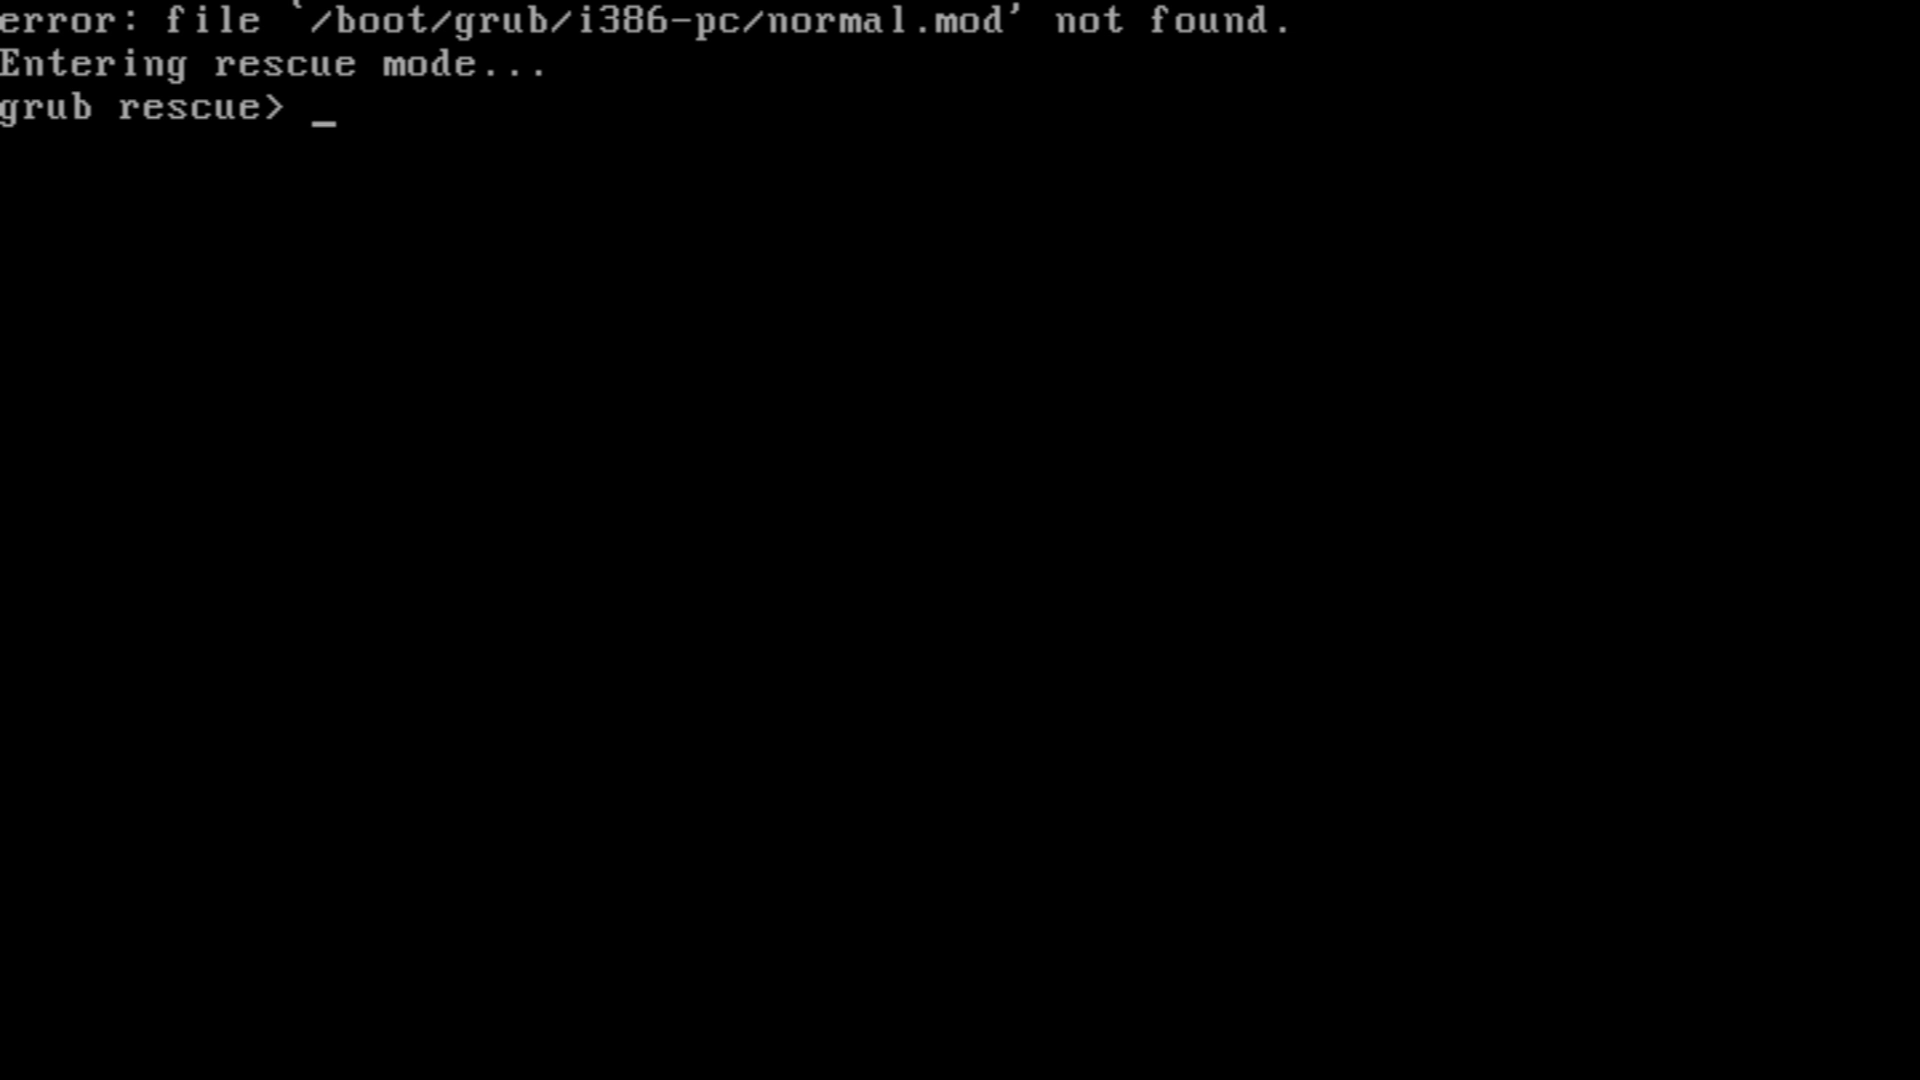 error: file `/boot/grub/i386-pc/normal.mod' not found.
Entering rescue mode...
grub rescue> _